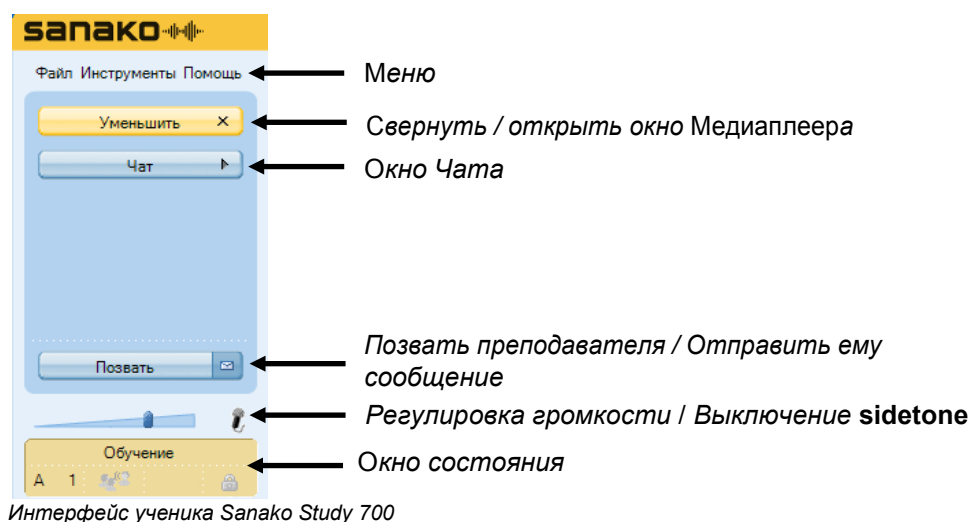 sanako
Файл Инструменты Помощь
Меню
Уменьшить
Свернуть / открыть окно Медиаплеера
Чат
Окно Чата
Позвать
Позвать преподавателя / Отправить ему
сообщение
Регулировка громкости / Выключение sidetone
Обучение
Окно состояния
A 1
Интерфейс ученика Sanako Study 700